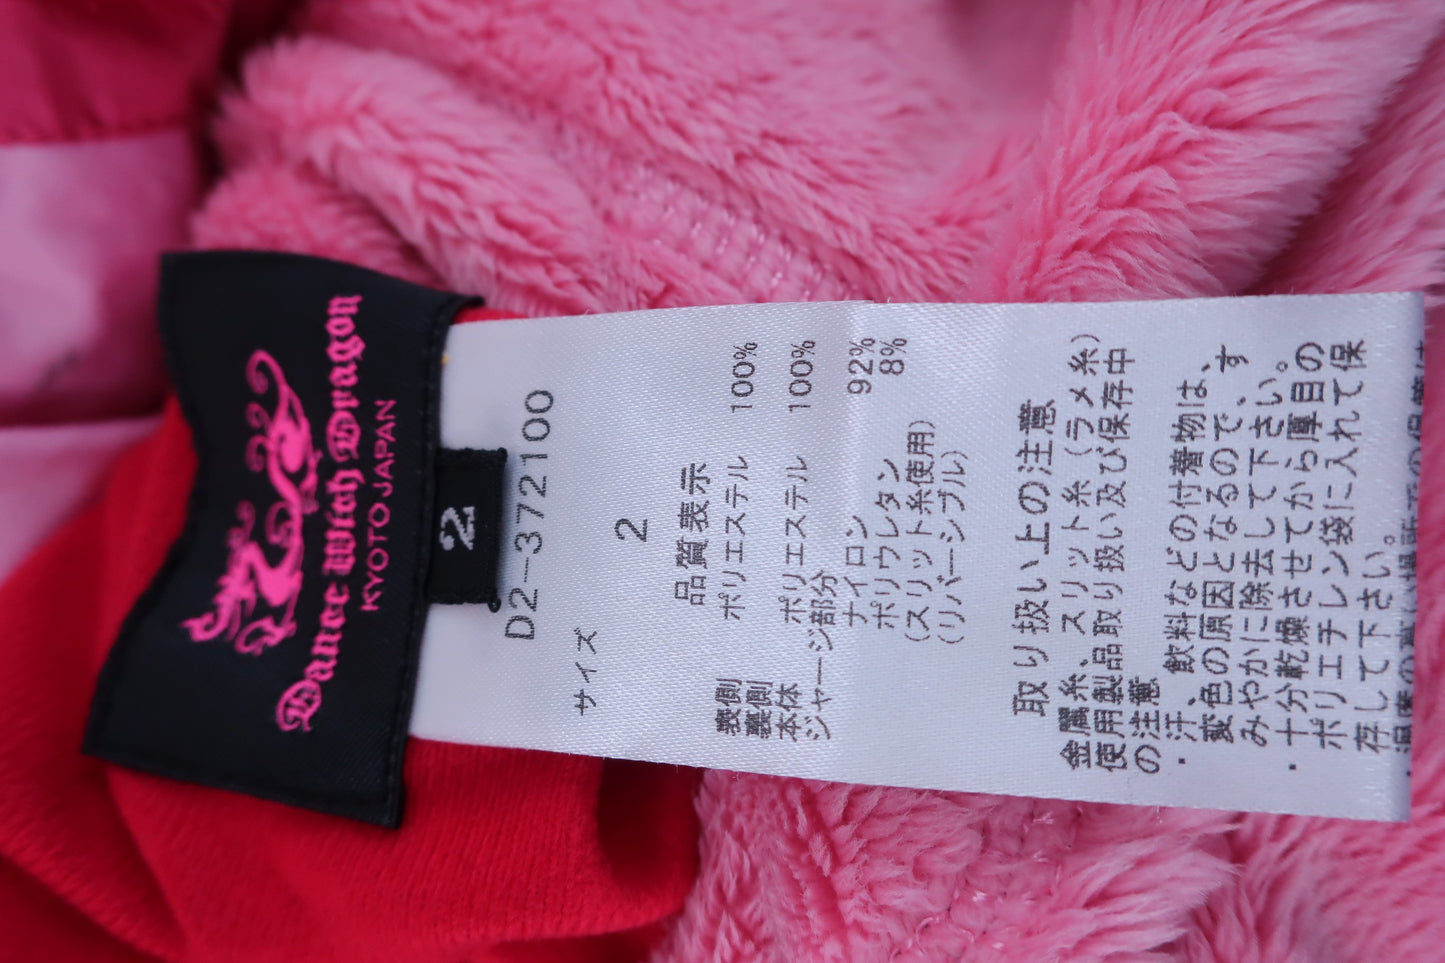 Dance With Dragon
KYOTO JAPAN
2
D2-372100
サイズ
2
品質表示
表側 ポリエステル 100%
裏側
本体 ポリエステル 100%
ジャージ部分
ナイロン 92%
ポリウレタン 8%
(スリット糸使用)
(リバーシブル)
取り扱い上の注意
金属糸、スリット糸(ラメ糸)
使用製品取り扱い及び保存中
の注意
・汗、飲料などの付着物は、
変色の原因となるので、す
みやかに除去して下さい。
・十分乾燥させてから厚目の
ポリエチレン袋に入れて保
存して下さい。